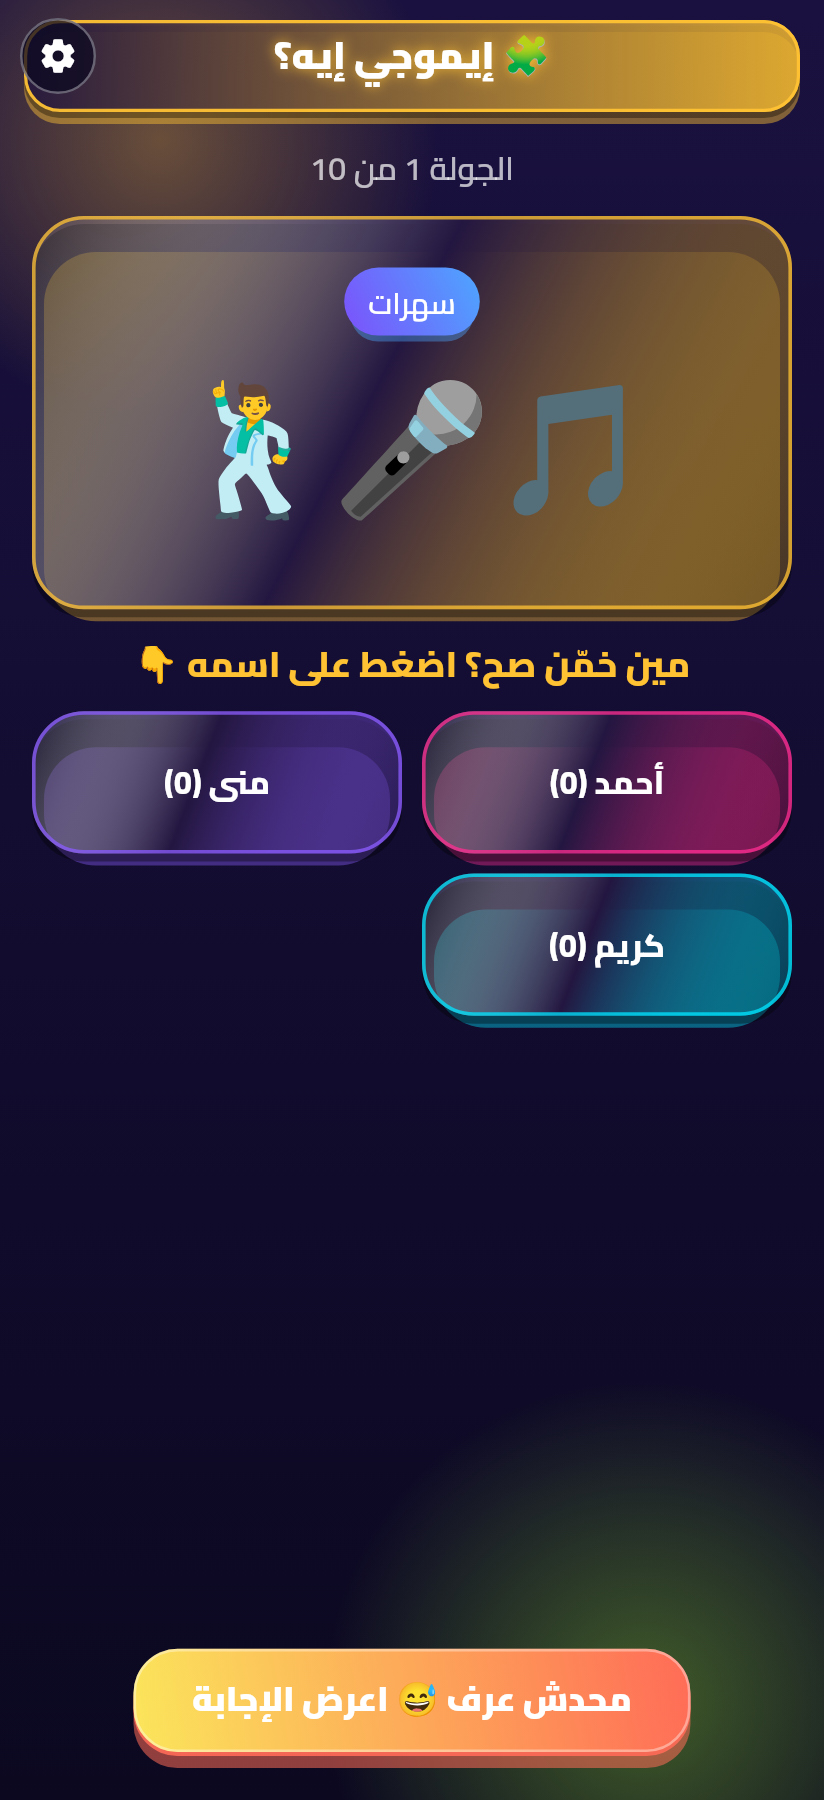 🧩 إيموجي إيه؟
الجولة 1 من 10
سهرات
مين خمّن صح؟ اضغط على اسمه 👇
أحمد (0)
منى (0)
كريم (0)
محدش عرف 😅 اعرض الإجابة